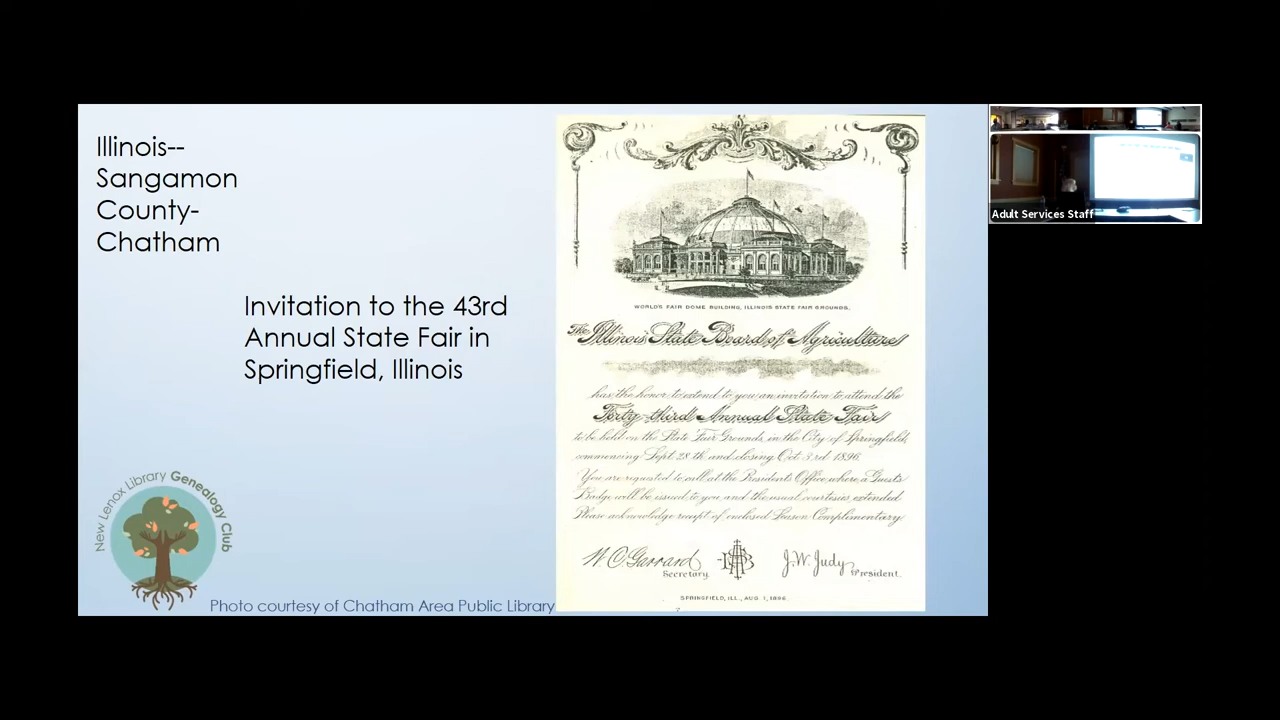 Illinois--
Sangamon
County-
Chatham
Invitation to the 43rd
Annual State Fair in
Springfield, Illinois
New Lenox Library Genealogy Club
Photo courtesy of Chatham Area Public Library
WORLD'S FAIR DOME BUILDING, ILLINOIS STATE FAIR GROUNDS.
The Illinois State Board of Agriculture
has the honor to extend to you an invitation to attend the
Forty-third Annual State Fair
to be held on the State Fair Grounds, in the City of Springfield,
commencing Sept. 28th and closing Oct. 3rd 1896.
You are requested to call at the Presidents Office, where a Guest's
Badge will be issued to you, and the usual courtesies extended
Please acknowledge receipt of enclosed Season Complimentary
W. C. Garrard
Secretary.
J. W. Judy
President.
SPRINGFIELD, ILL., AUG. 1, 1896.
Adult Services Staff